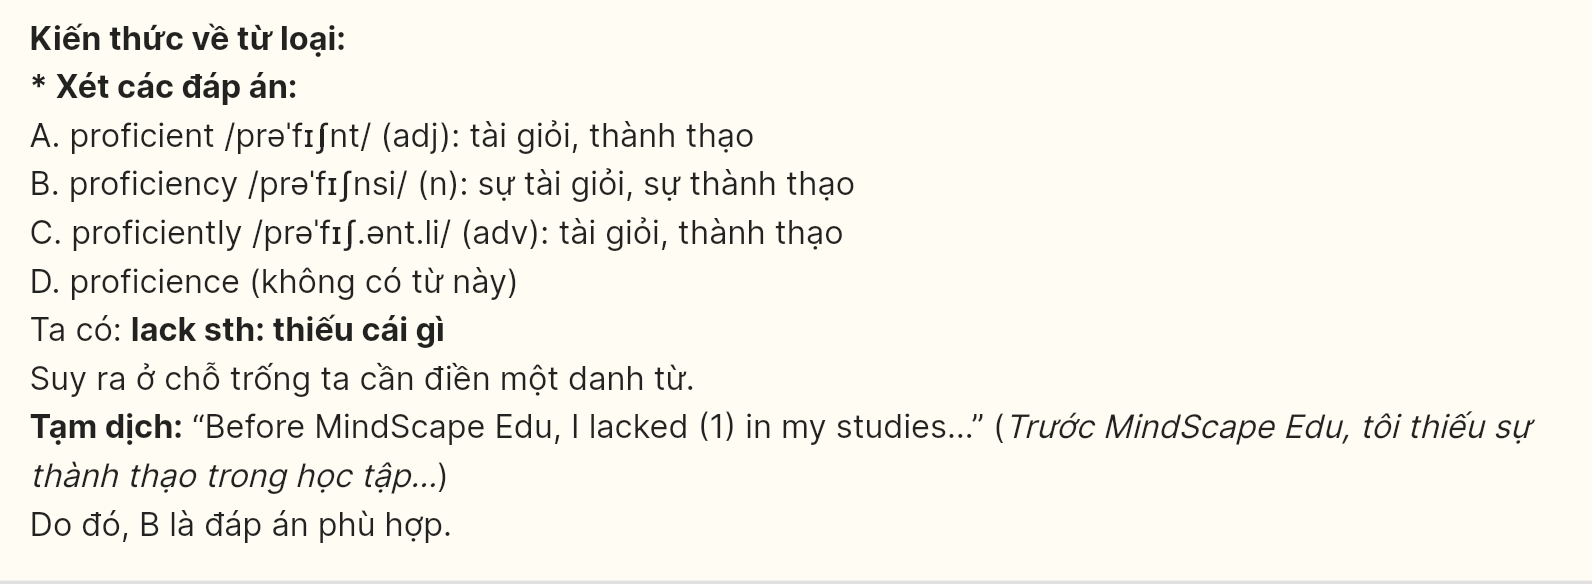 Kiến thức về từ loại:
* Xét các đáp án:
A. proficient /prəˈfɪʃnt/ (adj): tài giỏi, thành thạo
B. proficiency /prəˈfɪʃnsi/ (n): sự tài giỏi, sự thành thạo
C. proficiently /prəˈfɪʃ.ənt.li/ (adv): tài giỏi, thành thạo
D. proficience (không có từ này)
Ta có: lack sth: thiếu cái gì
Suy ra ở chỗ trống ta cần điền một danh từ.
Tạm dịch: “Before MindScape Edu, I lacked (1) in my studies...” (Trước MindScape Edu, tôi thiếu sự
thành thạo trong học tập...)
Do đó, B là đáp án phù hợp.